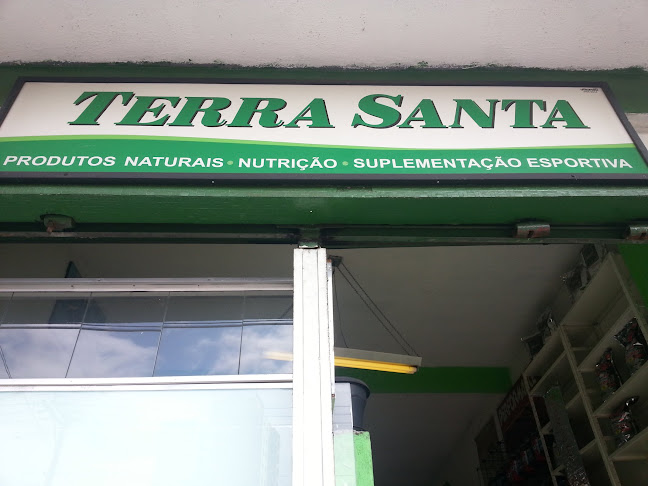 TERRA SANTA
PRODUTOS NATURAIS • NUTRIÇÃO • SUPLEMENTAÇÃO ESPORTIVA